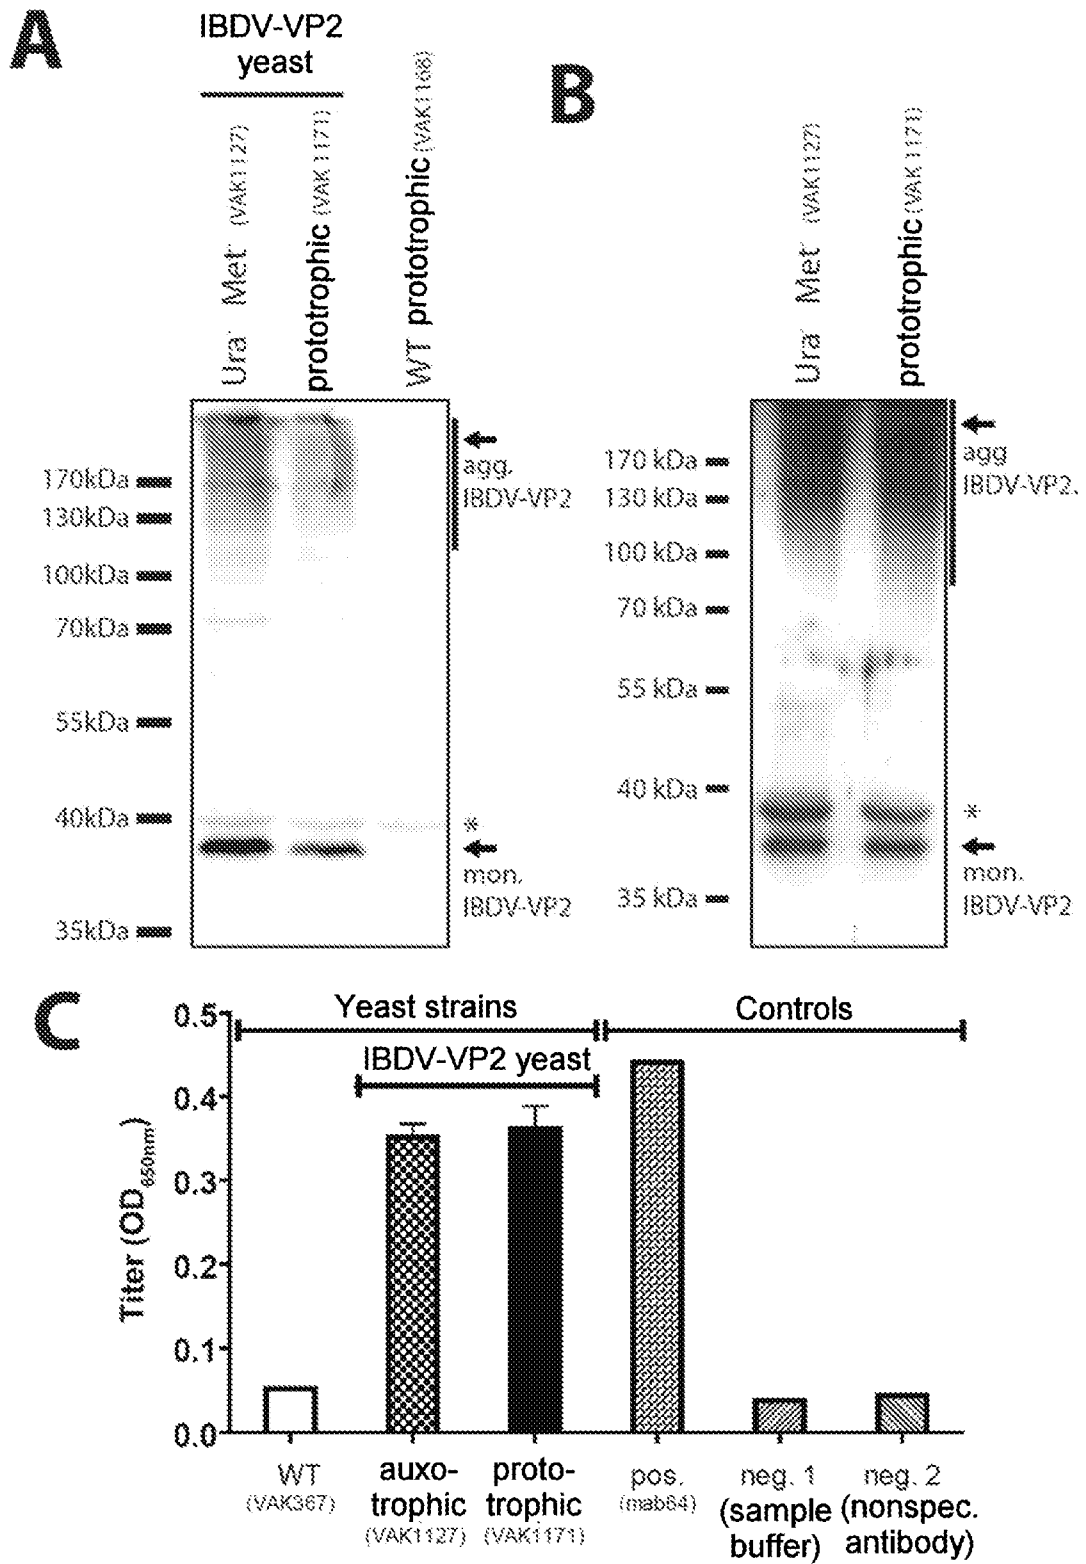 A
IBDV-VP2
yeast
Ura⁻ Met⁻ (VAK1127)
prototrophic (VAK1171)
WT prototrophic (VAK1168)
170kDa
130kDa
100kDa
70kDa
55kDa
40kDa
35kDa
agg.
IBDV-VP2
*
mon.
IBDV-VP2
B
Ura⁻ Met⁻ (VAK1127)
prototrophic (VAK1171)
170 kDa
130 kDa
100 kDa
70 kDa
55 kDa
40 kDa
35 kDa
agg
IBDV-VP2.
*
mon.
IBDV-VP2
C
Yeast strains
Controls
IBDV-VP2 yeast
Titer (OD650nm)
0.5
0.4
0.3
0.2
0.1
0.0
WT
(VAK367)
auxo-
trophic
(VAK1127)
proto-
trophic
(VAK1171)
pos.
(mab64)
neg. 1
(sample
buffer)
neg. 2
(nonspec.
antibody)